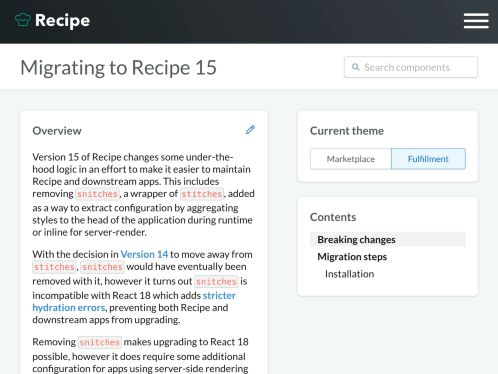 Recipe
Migrating to Recipe 15
Search components
Overview
Version 15 of Recipe changes some under-the-
hood logic in an effort to make it easier to maintain
Recipe and downstream apps. This includes
removing snitches, a wrapper of stitches, added
as a way to extract configuration by aggregating
styles to the head of the application during runtime
or inline for server-render.
With the decision in Version 14 to move away from
stitches, snitches would have eventually been
removed with it, however it turns out snitches is
incompatible with React 18 which adds stricter
hydration errors, preventing both Recipe and
downstream apps from upgrading.
Removing snitches makes upgrading to React 18
possible, however it does require some additional
configuration for apps using server-side rendering
Current theme
Marketplace
Fulfillment
Contents
Breaking changes
Migration steps
Installation